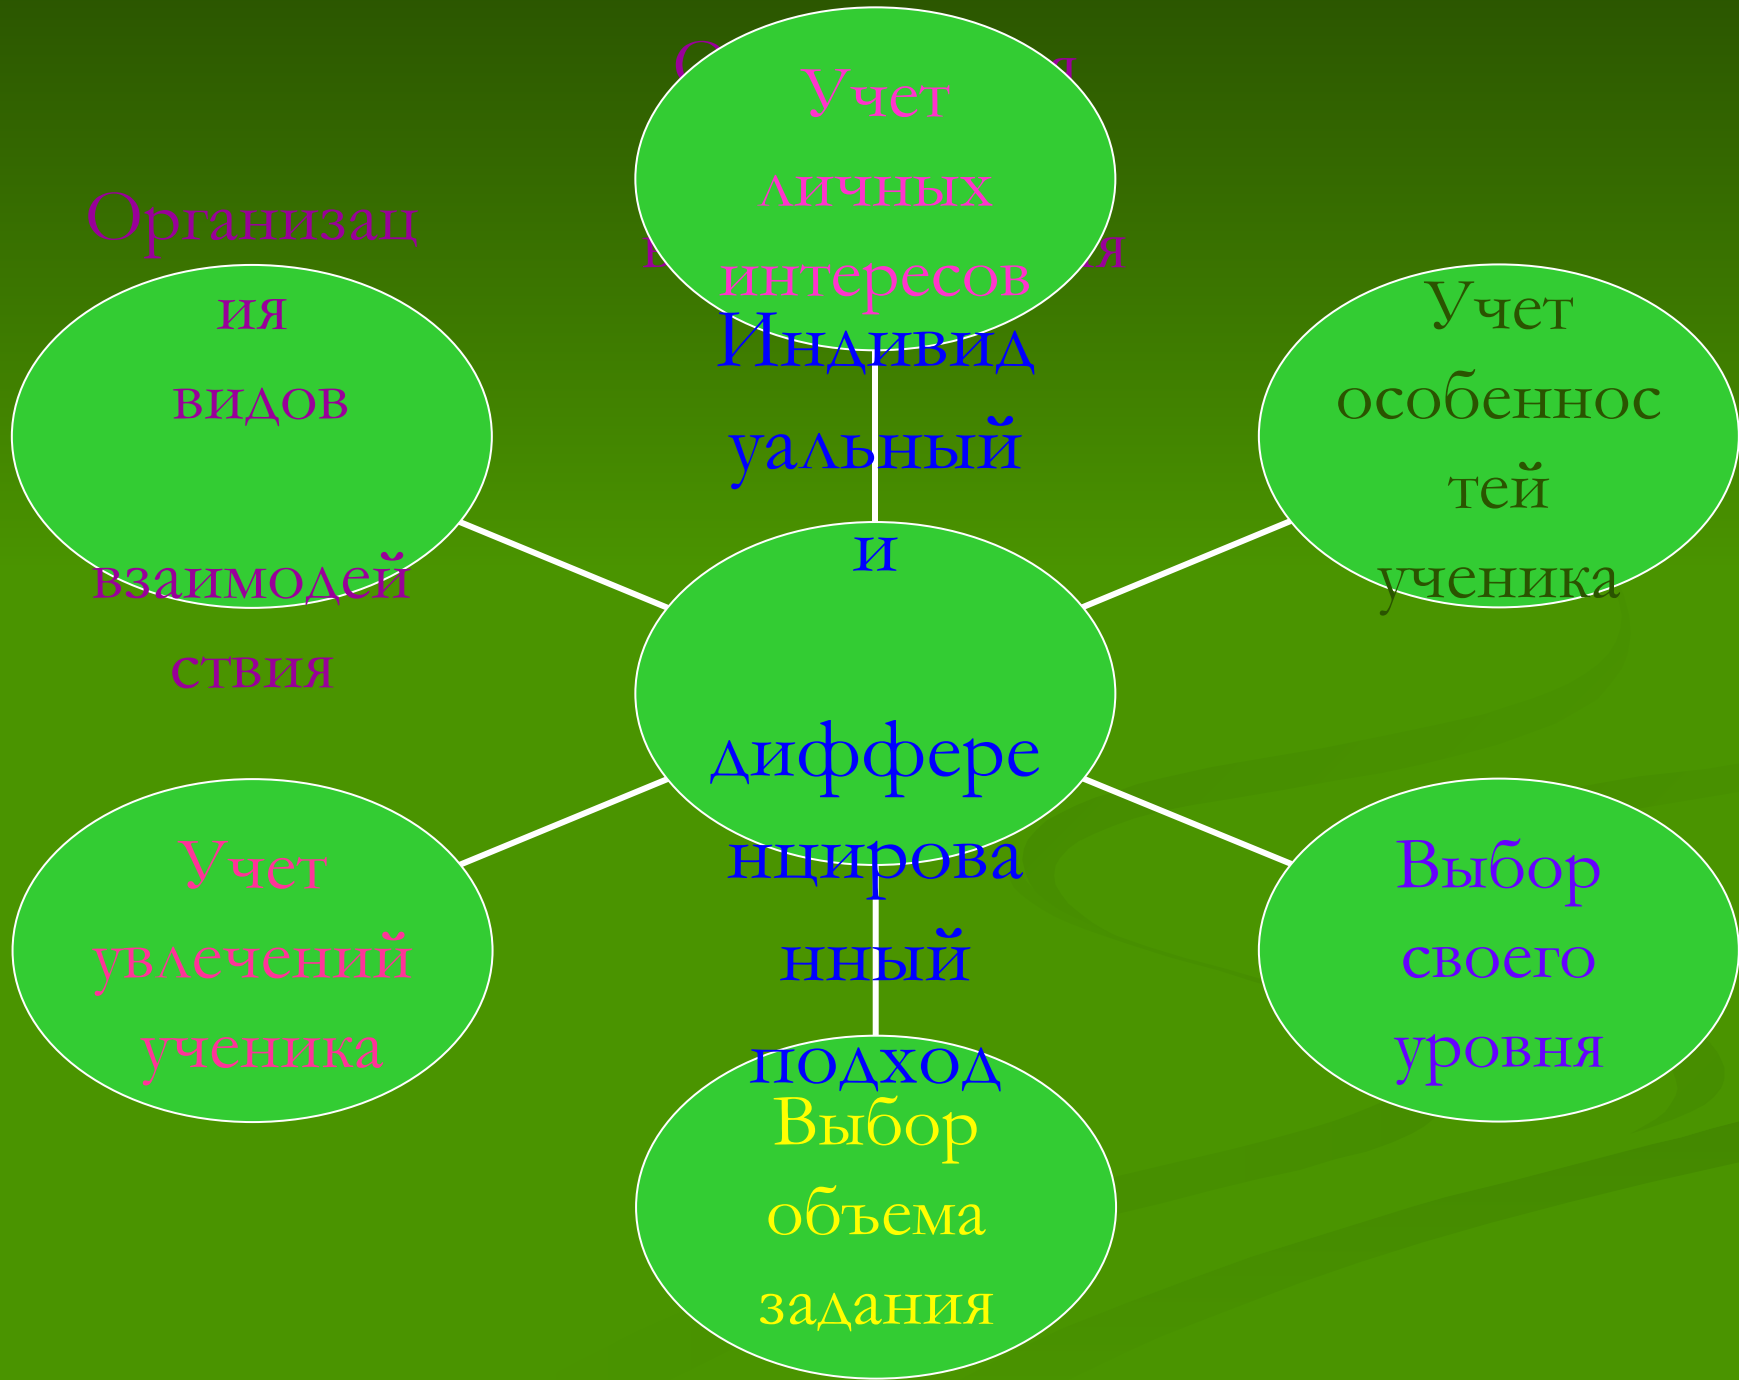 Учет
личных
интересов
Организац
ия
видов
взаимодей
ствия
Учет
особеннос
тей
ученика
Индивид
уальный
и
диффере
нцирова
нный
подход
Учет
увлечений
ученика
Выбор
своего
уровня
Выбор
объема
задания